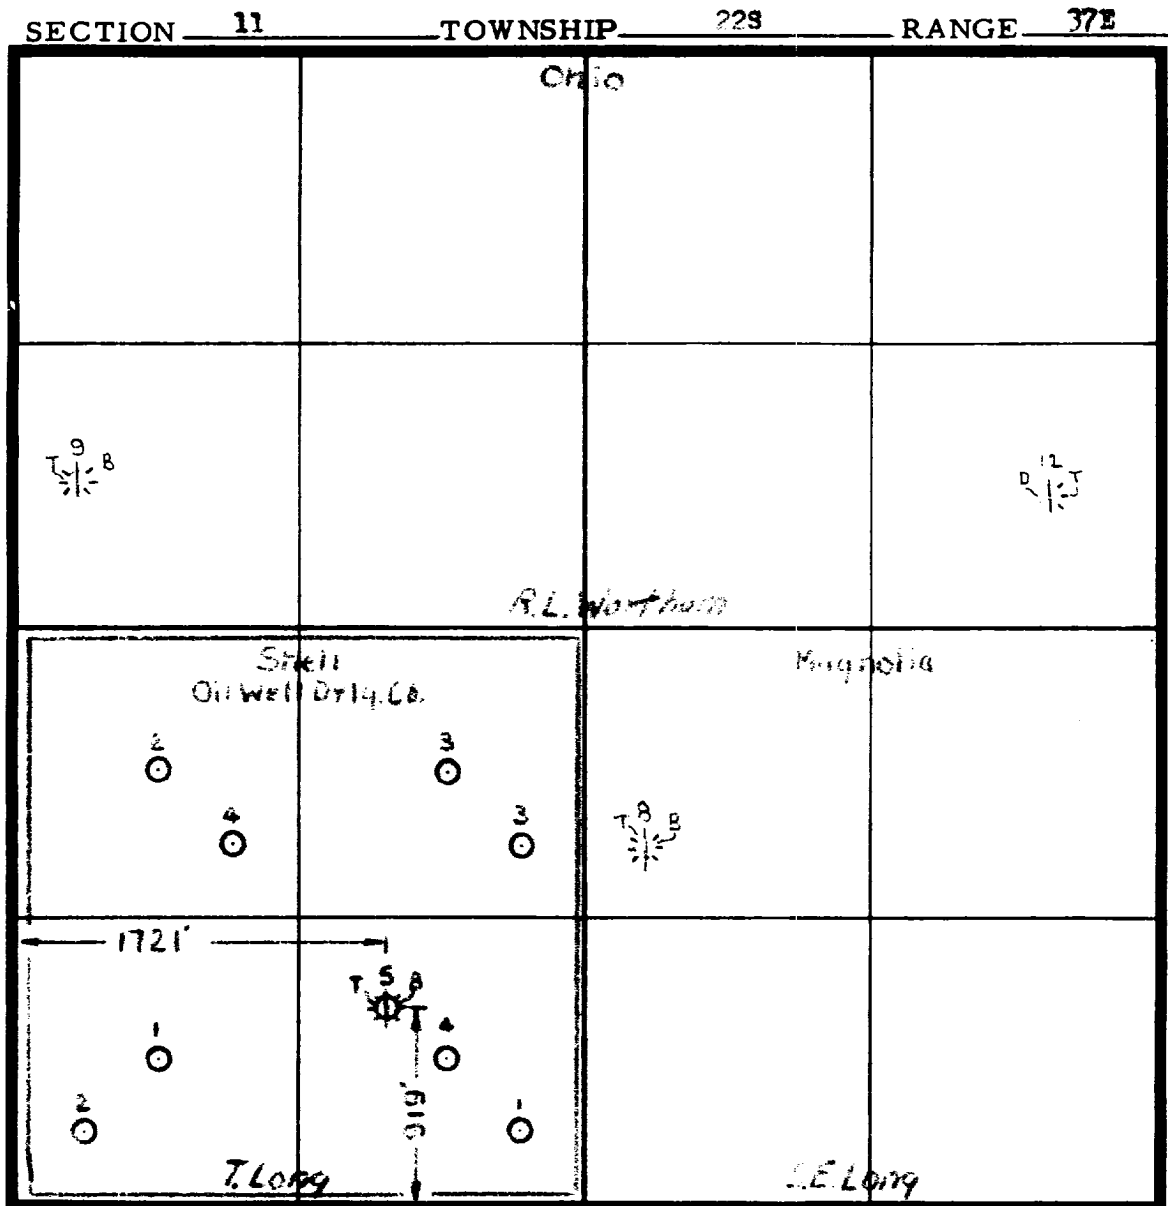 SECTION 11 TOWNSHIP 22S RANGE 37E
Ohio
9
T B
12
D T
R.L. Wortham
Shell
Oil Well Drlg. Co.
Magnolia
2 3
4 3
8
T B
1721'
5
T B
1 4
919'
2 1
T. Long
S.E. Long